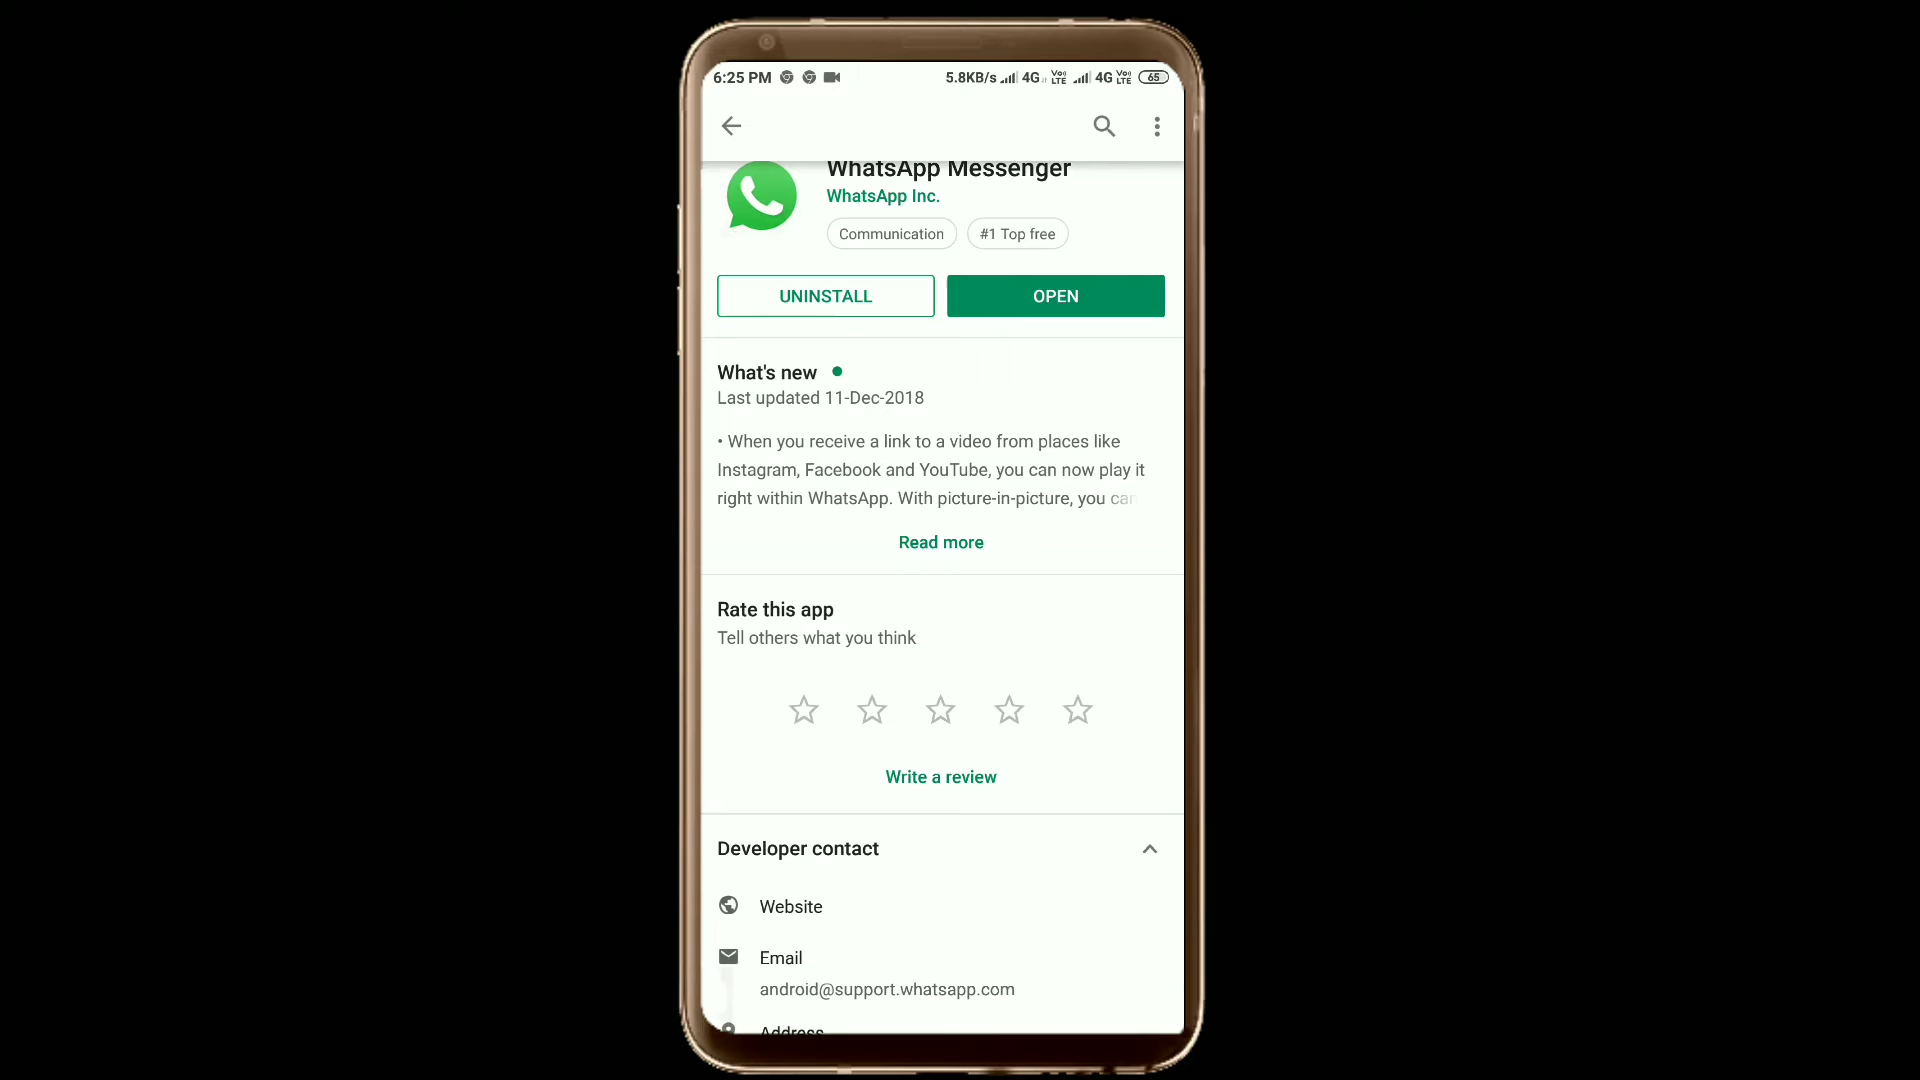 6:25 PM 5.8KB/s 4G VoLTE 4G VoLTE 65
WhatsApp Messenger
WhatsApp Inc.
Communication #1 Top free
UNINSTALL OPEN
What's new
Last updated 11-Dec-2018
• When you receive a link to a video from places like
Instagram, Facebook and YouTube, you can now play it
right within WhatsApp. With picture-in-picture, you can
Read more
Rate this app
Tell others what you think
Write a review
Developer contact
Website
Email
android@support.whatsapp.com
Address